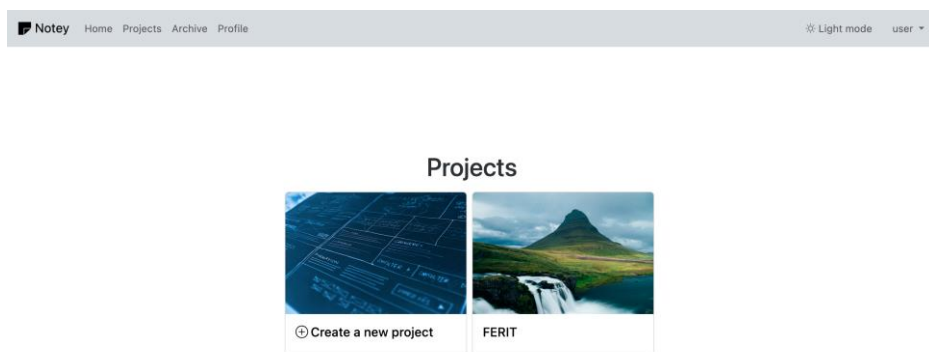 Notey Home Projects Archive Profile Light mode user
Projects
Create a new project FERIT